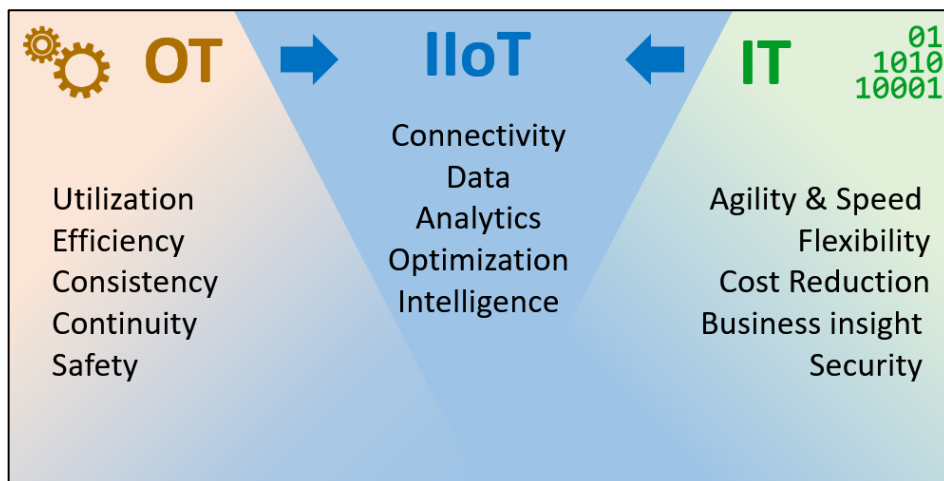 OT
IIoT
IT
01
1010
10001
Utilization
Efficiency
Consistency
Continuity
Safety
Connectivity
Data
Analytics
Optimization
Intelligence
Agility & Speed
Flexibility
Cost Reduction
Business insight
Security